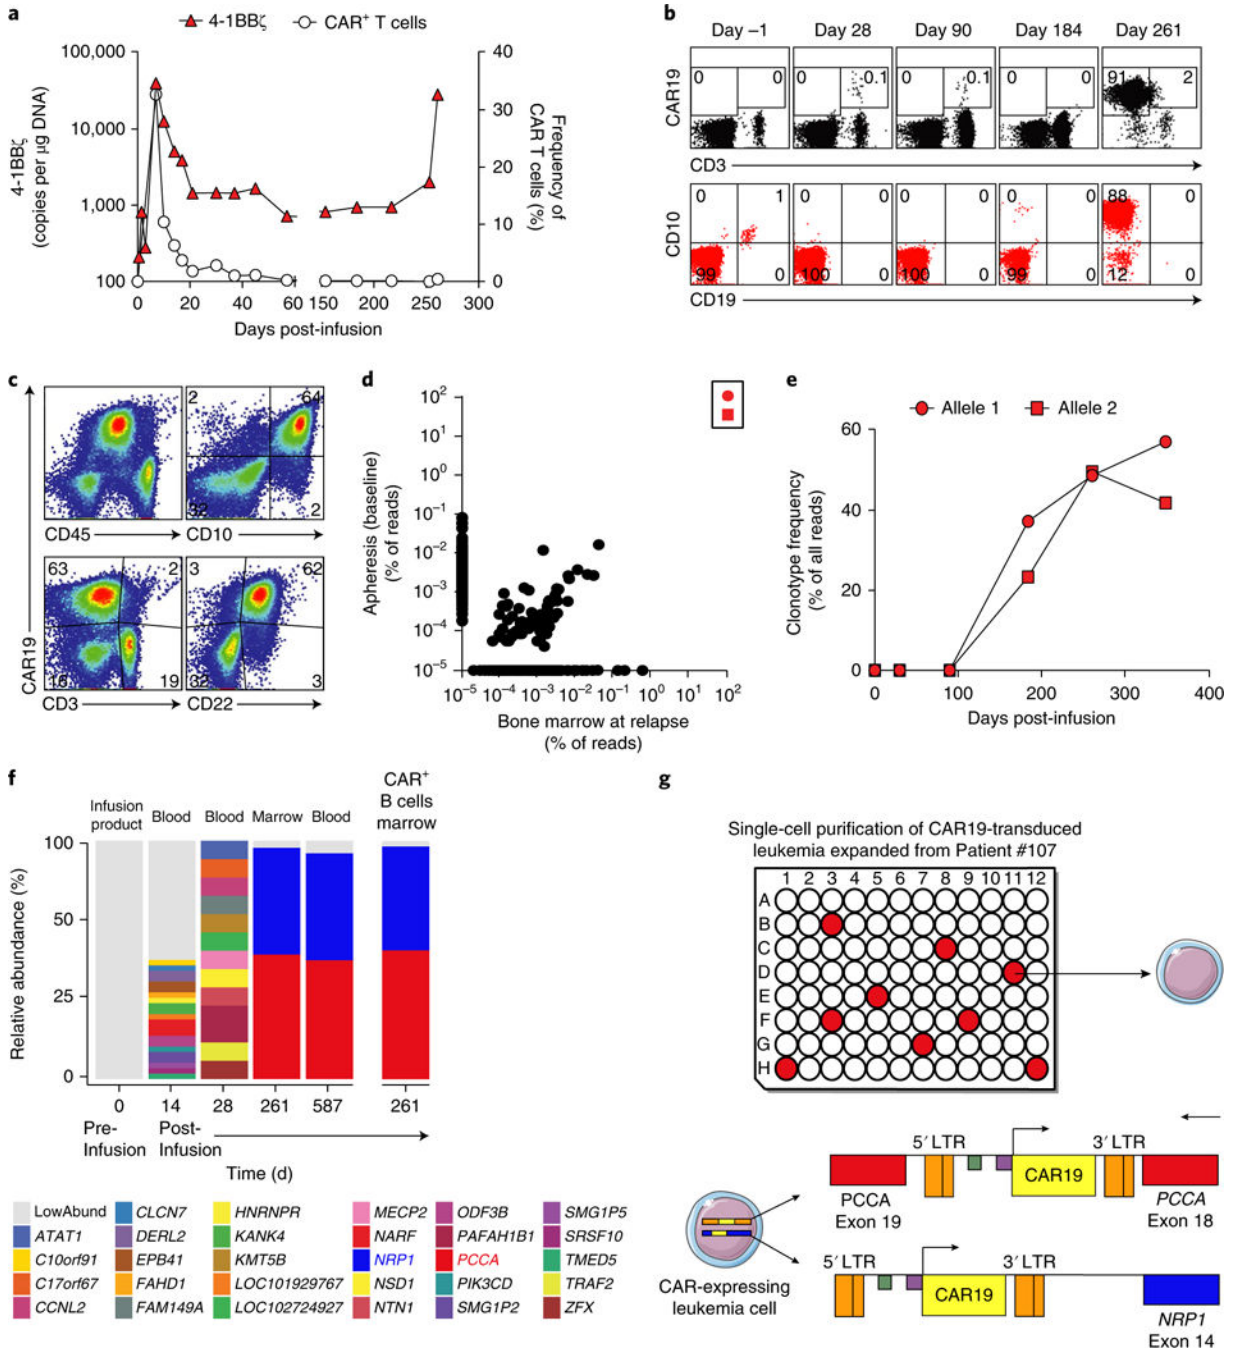 a
4-1BBζ
CAR⁺ T cells
100,000
10,000
1,000
100
4-1BBζ
(copies per μg DNA)
40
30
20
10
0
Frequency of
CAR T cells (%)
0 20 40 60 150 200 250 300
Days post-infusion
b
Day –1 Day 28 Day 90 Day 184 Day 261
CAR19
0 0 0 0.1 0 0.1 0 0 91 2
CD3
CD10
0 1 0 0 0 0 0 0 88 0
99 0 100 0 100 0 99 0 12 0
CD19
c
CAR19
2 64
32 2
CD45 CD10
63 2 3 62
16 19 32 3
CD3 CD22
d
Apheresis (baseline)
(% of reads)
10² 
10¹
10⁰
10⁻¹
10⁻²
10⁻³
10⁻⁴
10⁻⁵
10⁻⁵ 10⁻⁴ 10⁻³ 10⁻² 10⁻¹ 10⁰ 10¹ 10²
Bone marrow at relapse
(% of reads)
e
Allele 1 Allele 2
Clonotype frequency
(% of all reads)
60
40
20
0
0 100 200 300 400
Days post-infusion
f
Infusion
product
Blood
Blood
Marrow
Blood
CAR⁺
B cells
marrow
Relative abundance (%)
100
50
25
0
0 14 28 261 587 261
Pre-
Infusion
Post-
Infusion
Time (d)
LowAbund CLCN7 HNRNPR MECP2 ODF3B SMG1P5
ATAT1 DERL2 KANK4 NARF PAFAH1B1 SRSF10
C10orf91 EPB41 KMT5B NRP1 PCCA TMED5
C17orf67 FAHD1 LOC101929767 NSD1 PIK3CD TRAF2
CCNL2 FAM149A LOC102724927 NTN1 SMG1P2 ZFX
g
Single-cell purification of CAR19-transduced
leukemia expanded from Patient #107
1 2 3 4 5 6 7 8 9 10 11 12
A
B
C
D
E
F
G
H
5′ LTR 3′ LTR
CAR19
PCCA
Exon 19
PCCA
Exon 18
5′ LTR 3′ LTR
CAR19
NRP1
Exon 14
CAR-expressing
leukemia cell